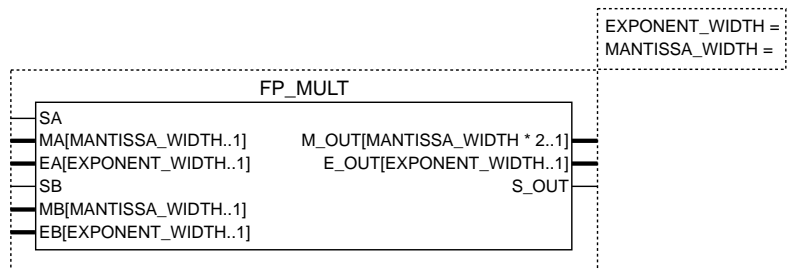 EXPONENT_WIDTH =
MANTISSA_WIDTH =
FP_MULT
SA
MA[MANTISSA_WIDTH..1] M_OUT[MANTISSA_WIDTH * 2..1]
EA[EXPONENT_WIDTH..1] E_OUT[EXPONENT_WIDTH..1]
SB S_OUT
MB[MANTISSA_WIDTH..1]
EB[EXPONENT_WIDTH..1]